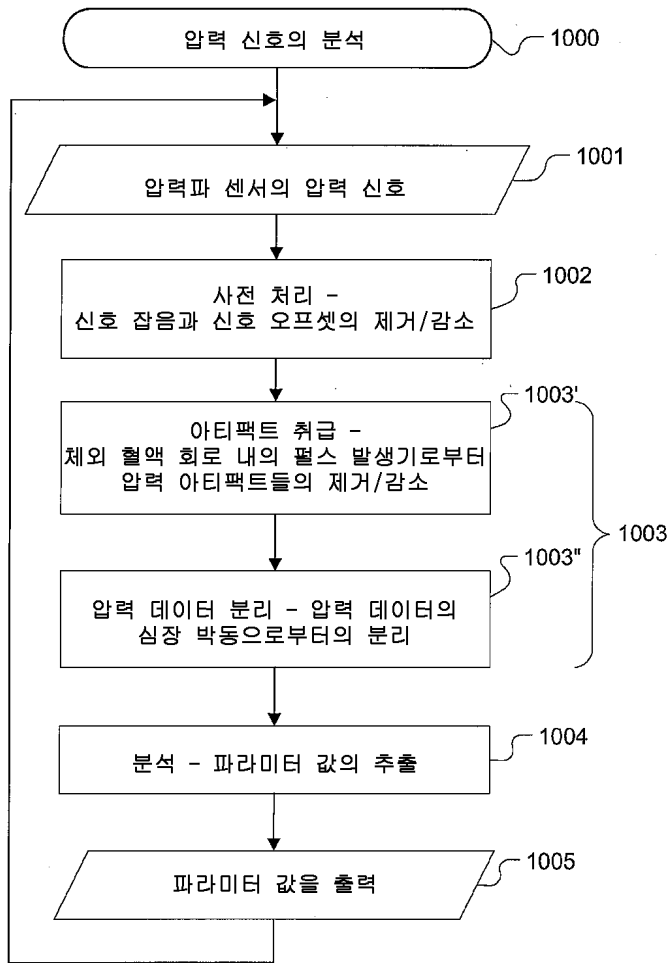 압력 신호의 분석
1000
압력파 센서의 압력 신호
1001
사전 처리 –
신호 잡음과 신호 오프셋의 제거/감소
1002
아티팩트 취급 –
체외 혈액 회로 내의 펄스 발생기로부터
압력 아티팩트들의 제거/감소
1003'
압력 데이터 분리 – 압력 데이터의
심장 박동으로부터의 분리
1003"
1003
분석 – 파라미터 값의 추출
1004
파라미터 값을 출력
1005